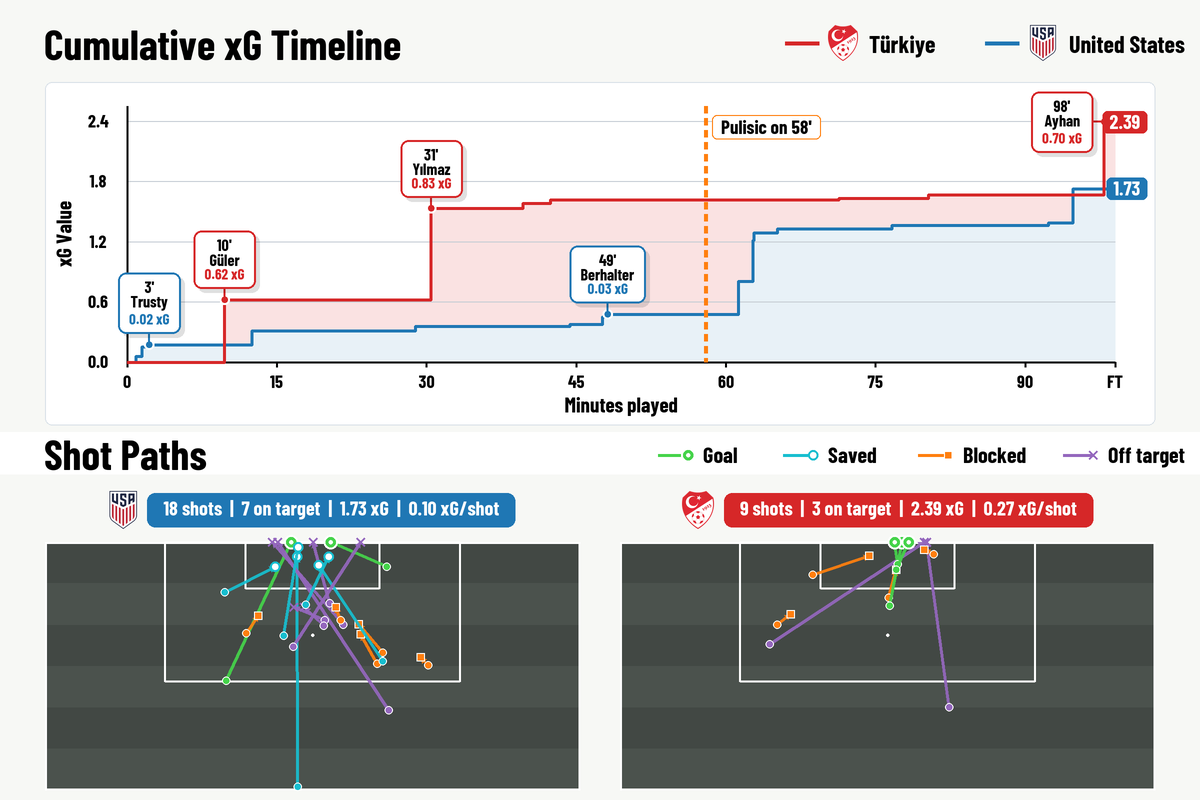 Cumulative xG Timeline
Türkiye
USA
United States
2.4
1.8
1.2
0.6
0.0
xG Value
3'
Trusty
0.02 xG
10'
Güler
0.62 xG
31'
Yılmaz
0.83 xG
49'
Berhalter
0.03 xG
Pulisic on 58'
98'
Ayhan
0.70 xG
2.39
1.73
0
15
30
45
60
75
90
FT
Minutes played
Shot Paths
Goal
Saved
Blocked
Off target
USA
18 shots | 7 on target | 1.73 xG | 0.10 xG/shot
9 shots | 3 on target | 2.39 xG | 0.27 xG/shot